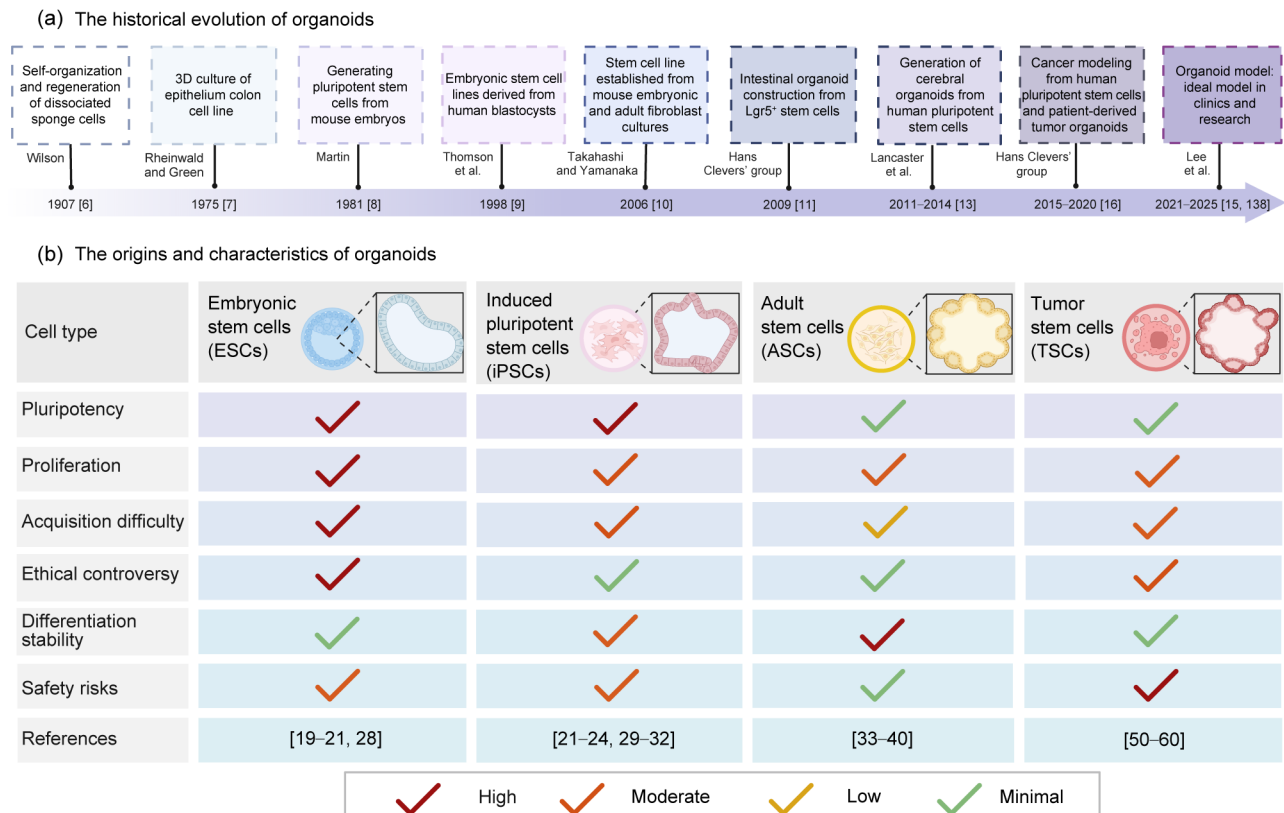 (a) The historical evolution of organoids
Self-organization
and regeneration
of dissociated
sponge cells
3D culture of
epithelium colon
cell line
Generating
pluripotent stem
cells from
mouse embryos
Embryonic stem cell
lines derived from
human blastocysts
Stem cell line
established from
mouse embryonic
and adult fibroblast
cultures
Intestinal organoid
construction from
Lgr5⁺ stem cells
Generation of
cerebral
organoids from
human pluripotent
stem cells
Cancer modeling
from human
pluripotent stem cells
and patient-derived
tumor organoids
Organoid model:
ideal model in
clinics and
research
Wilson
Rheinwald
and Green
Martin
Thomson
et al.
Takahashi
and Yamanaka
Hans
Clevers' group
Lancaster
et al.
Hans Clevers'
group
Lee
et al.
1907 [6]
1975 [7]
1981 [8]
1998 [9]
2006 [10]
2009 [11]
2011–2014 [13]
2015–2020 [16]
2021–2025 [15, 138]
(b) The origins and characteristics of organoids
Cell type
Embryonic
stem cells
(ESCs)
Induced
pluripotent
stem cells
(iPSCs)
Adult
stem cells
(ASCs)
Tumor
stem cells
(TSCs)
Pluripotency
Proliferation
Acquisition difficulty
Ethical controversy
Differentiation
stability
Safety risks
References
[19–21, 28]
[21–24, 29–32]
[33–40]
[50–60]
High
Moderate
Low
Minimal